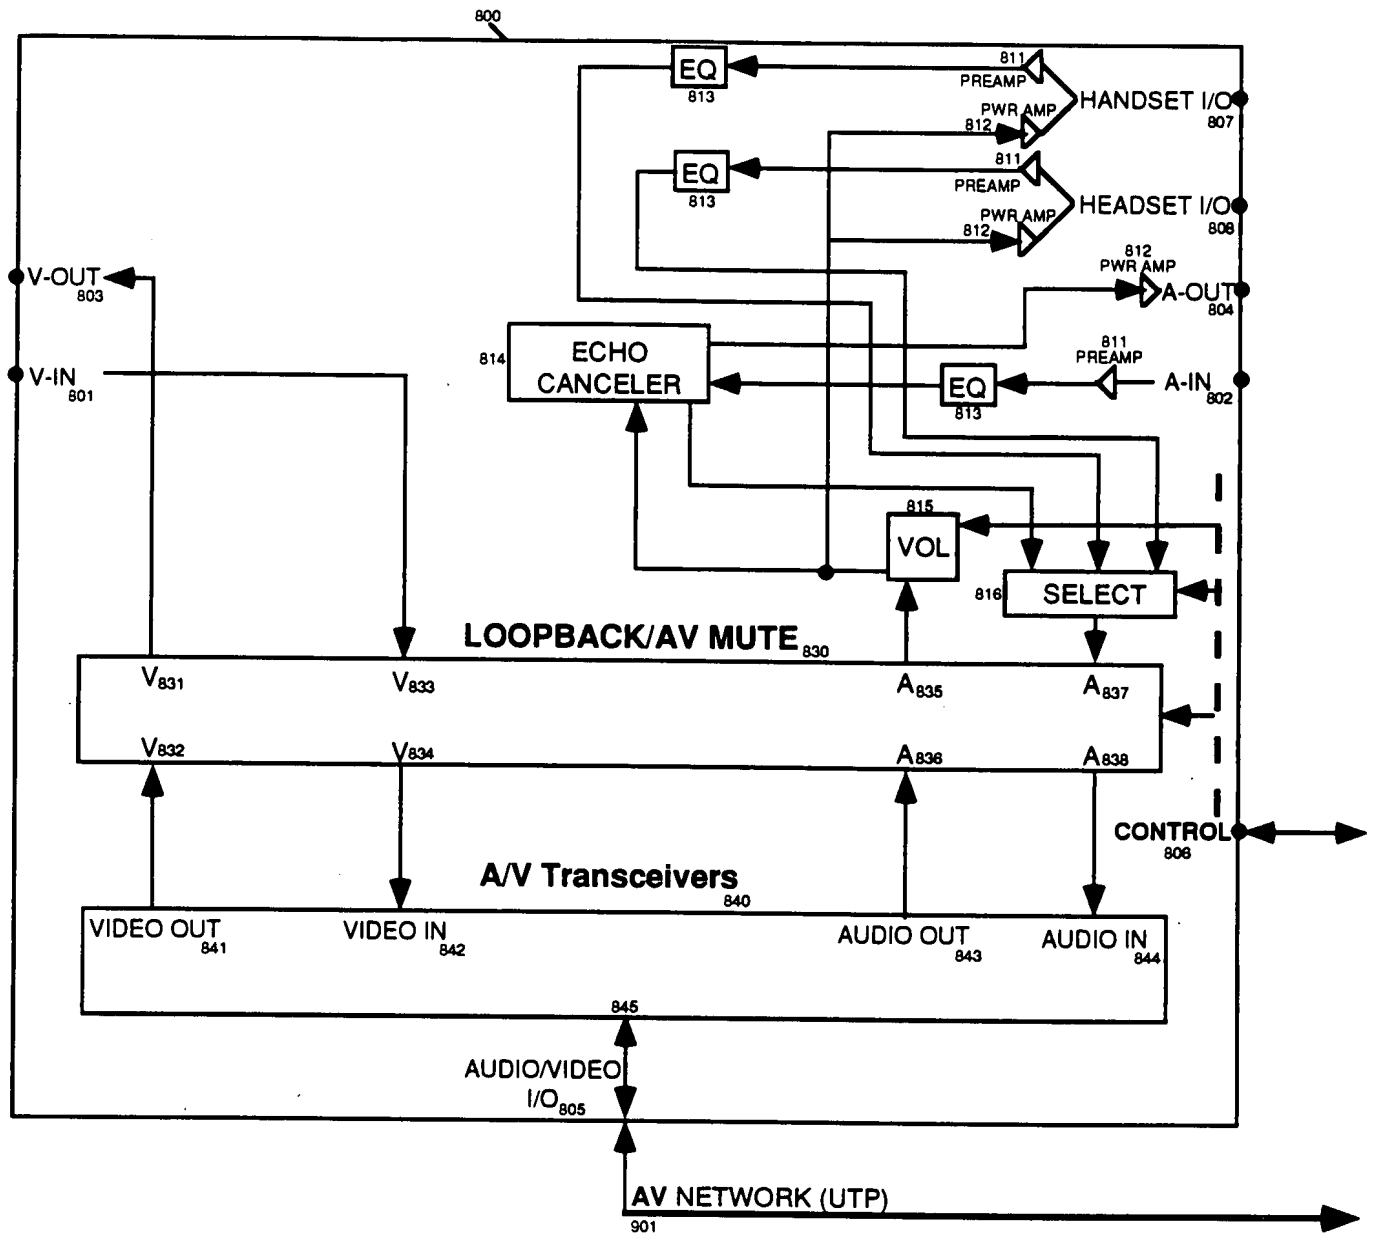 800
EQ
813
811
PREAMP
HANDSET I/O
807
PWR AMP
812
EQ
813
811
PREAMP
HEADSET I/O
808
PWR AMP
812
812
PWR AMP
A-OUT
804
V-OUT
803
V-IN
801
814
ECHO
CANCELER
EQ
813
811
PREAMP
A-IN
802
815
VOL
816
SELECT
LOOPBACK/AV MUTE
830
V831
V833
A835
A837
V832
V834
A836
A838
CONTROL
806
A/V Transceivers
840
VIDEO OUT
841
VIDEO IN
842
AUDIO OUT
843
AUDIO IN
844
845
AUDIO/VIDEO
I/O805
AV NETWORK (UTP)
901